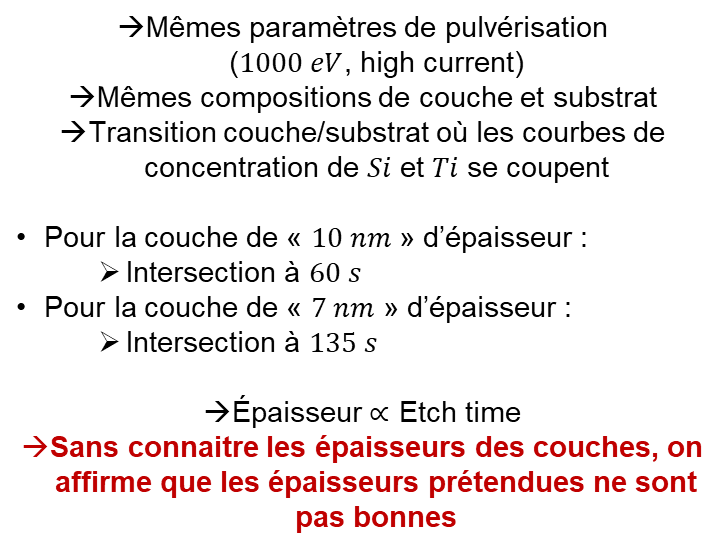 →Mêmes paramètres de pulvérisation
(1000 eV, high current)
→Mêmes compositions de couche et substrat
→Transition couche/substrat où les courbes de
concentration de Si et Ti se coupent
• Pour la couche de « 10 nm » d’épaisseur :
➢ Intersection à 60 s
• Pour la couche de « 7 nm » d’épaisseur :
➢ Intersection à 135 s
→Épaisseur ∝ Etch time
→Sans connaitre les épaisseurs des couches, on
affirme que les épaisseurs prétendues ne sont
pas bonnes